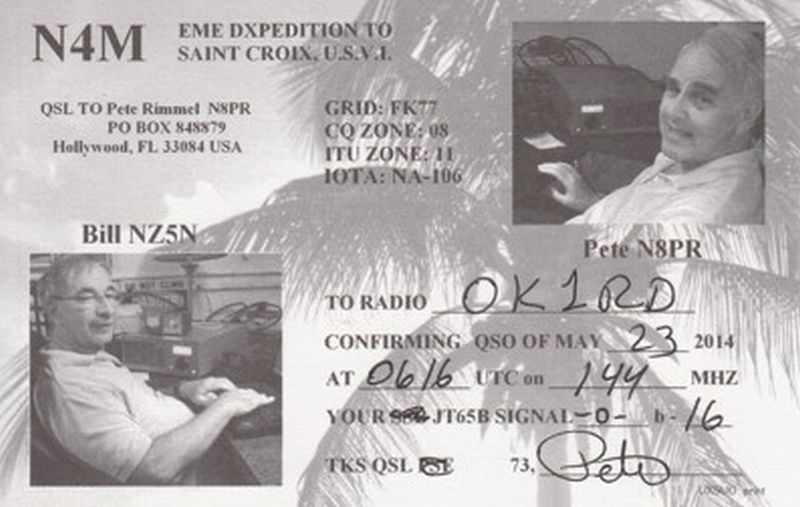 N4M
EME DXPEDITION TO
SAINT CROIX, U.S.V.I.
QSL TO Pete Rimmel N8PR
PO BOX 848879
Hollywood, FL 33084 USA
GRID: FK77
CQ ZONE: 08
ITU ZONE: 11
IOTA: NA-106
Bill NZ5N
Pete N8PR
TO RADIO OK1RD
CONFIRMING QSO OF MAY 23 2014
AT 0616 UTC on 144 MHZ
YOUR JT65B SIGNAL -0- b -16
TKS QSL PSE 73, Pete